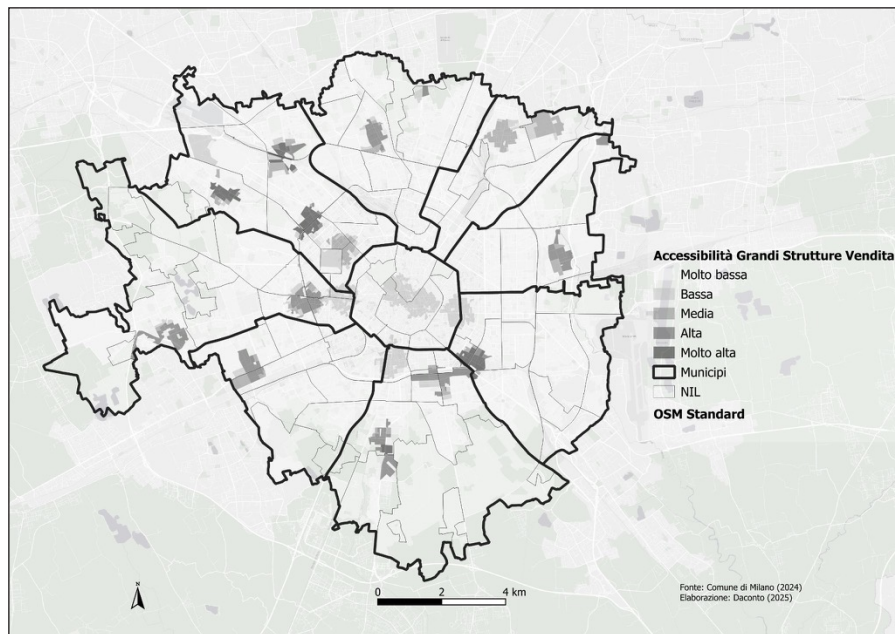 Accessibilità Grandi Strutture Vendita
Molto bassa
Bassa
Media
Alta
Molto alta
Municipi
NIL
OSM Standard
N
0 2 4 km
Fonte: Comune di Milano (2024)
Elaborazione: Daconto (2025)